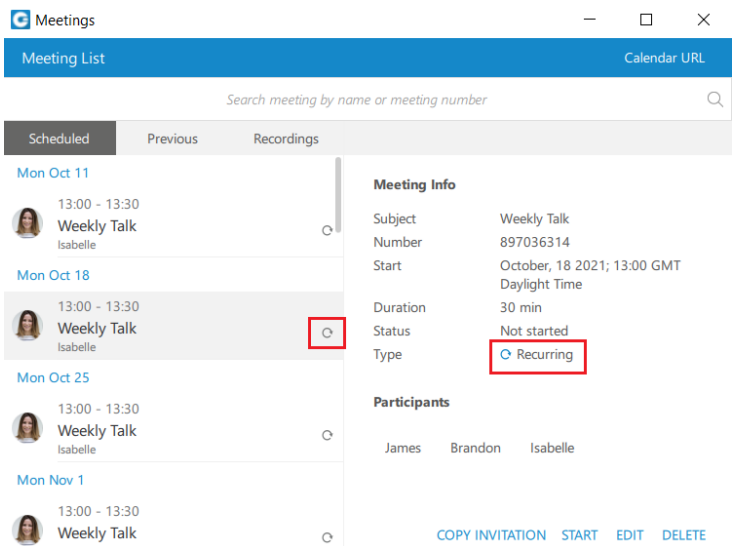 Meetings
Meeting List
Calendar URL
Search meeting by name or meeting number
Scheduled
Previous
Recordings
Mon Oct 11
13:00 - 13:30
Weekly Talk
Isabelle
Mon Oct 18
13:00 - 13:30
Weekly Talk
Isabelle
Mon Oct 25
13:00 - 13:30
Weekly Talk
Isabelle
Mon Nov 1
13:00 - 13:30
Weekly Talk
Meeting Info
Subject Weekly Talk
Number 897036314
Start October, 18 2021; 13:00 GMT
Daylight Time
Duration 30 min
Status Not started
Type Recurring
Participants
James Brandon Isabelle
COPY INVITATION START EDIT DELETE